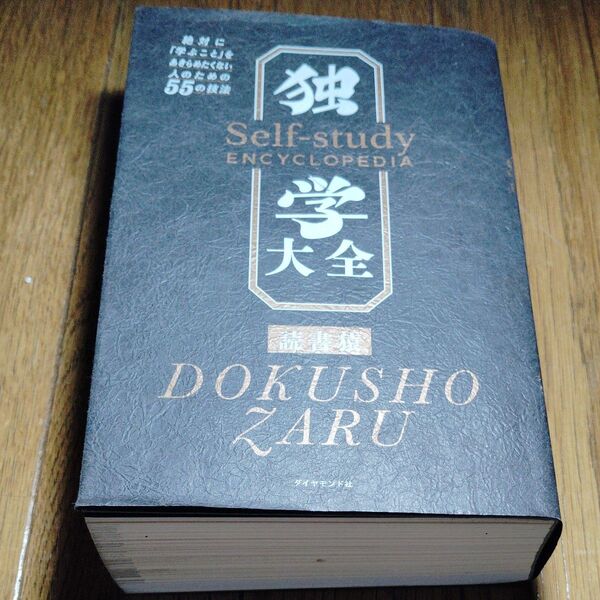 絶対に
「学ぶこと」を
あきらめたくない
人のための
55の技法
独
Self-study
ENCYCLOPEDIA
学
大全
読書猿
DOKUSHO
ZARU
ダイヤモンド社